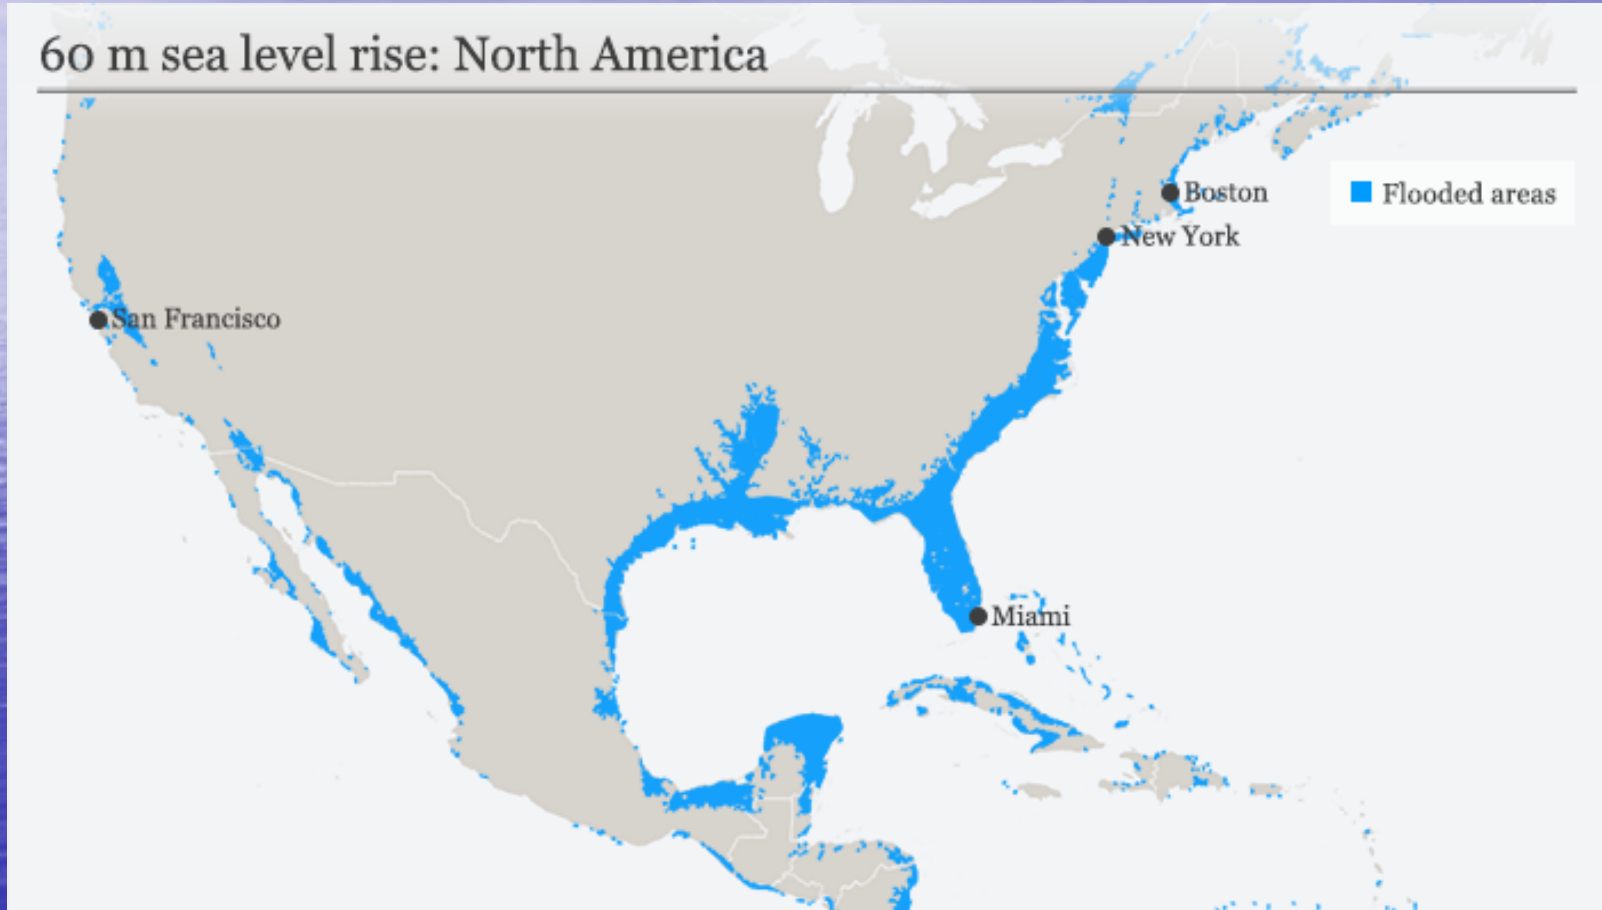 60 m sea level rise: North America
Flooded areas
Boston
New York
San Francisco
Miami